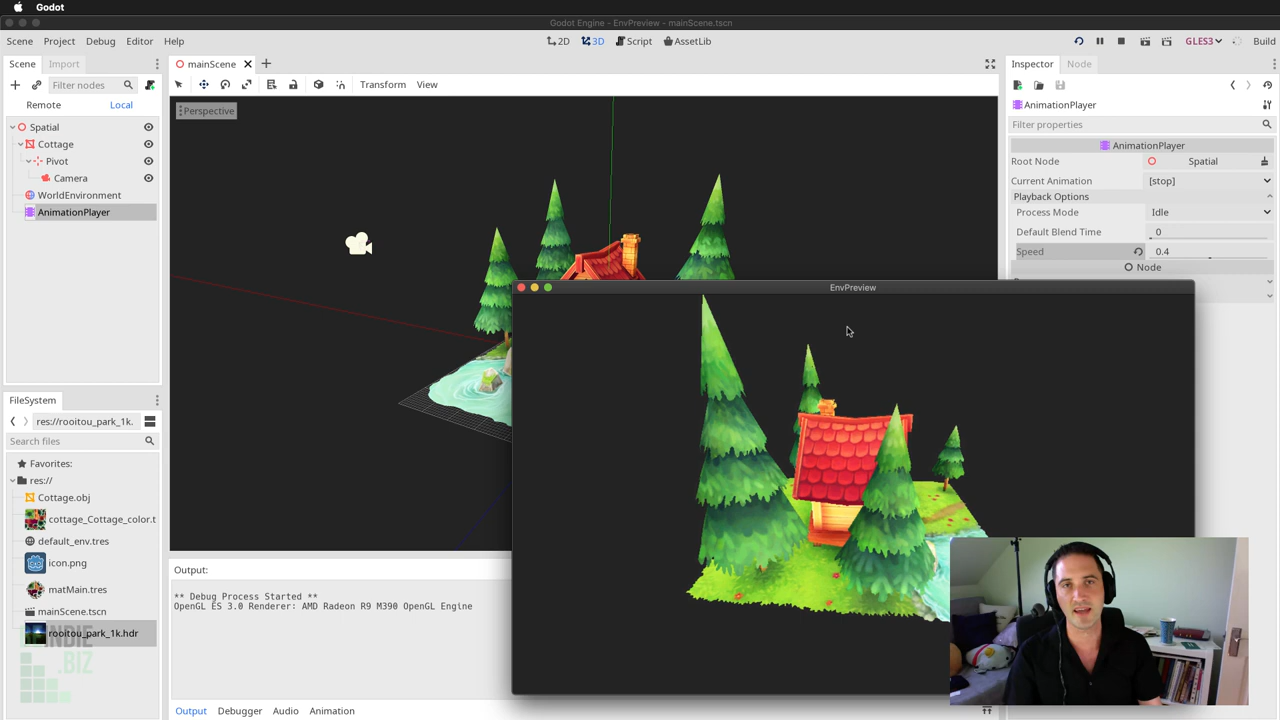 Godot
Godot Engine - EnvPreview - mainScene.tscn
Scene Project Debug Editor Help
2D 3D Script AssetLib
GLES3 Build
Scene Import
mainScene
Inspector Node
Filter nodes
Transform View
Remote Local
AnimationPlayer
Perspective
Filter properties
Spatial
Cottage
Pivot
Camera
WorldEnvironment
AnimationPlayer
AnimationPlayer
Root Node Spatial
Current Animation [stop]
Playback Options
Process Mode Idle
Default Blend Time 0
Speed 0.4
Node
EnvPreview
FileSystem
res://rooitou_park_1k.
Search files
Favorites:
res://
Cottage.obj
cottage_Cottage_color.t
default_env.tres
icon.png
matMain.tres
mainScene.tscn
rooitou_park_1k.hdr
INDIE
.BIZ
Output:
** Debug Process Started **
OpenGL ES 3.0 Renderer: AMD Radeon R9 M390 OpenGL Engine
Output Debugger Audio Animation